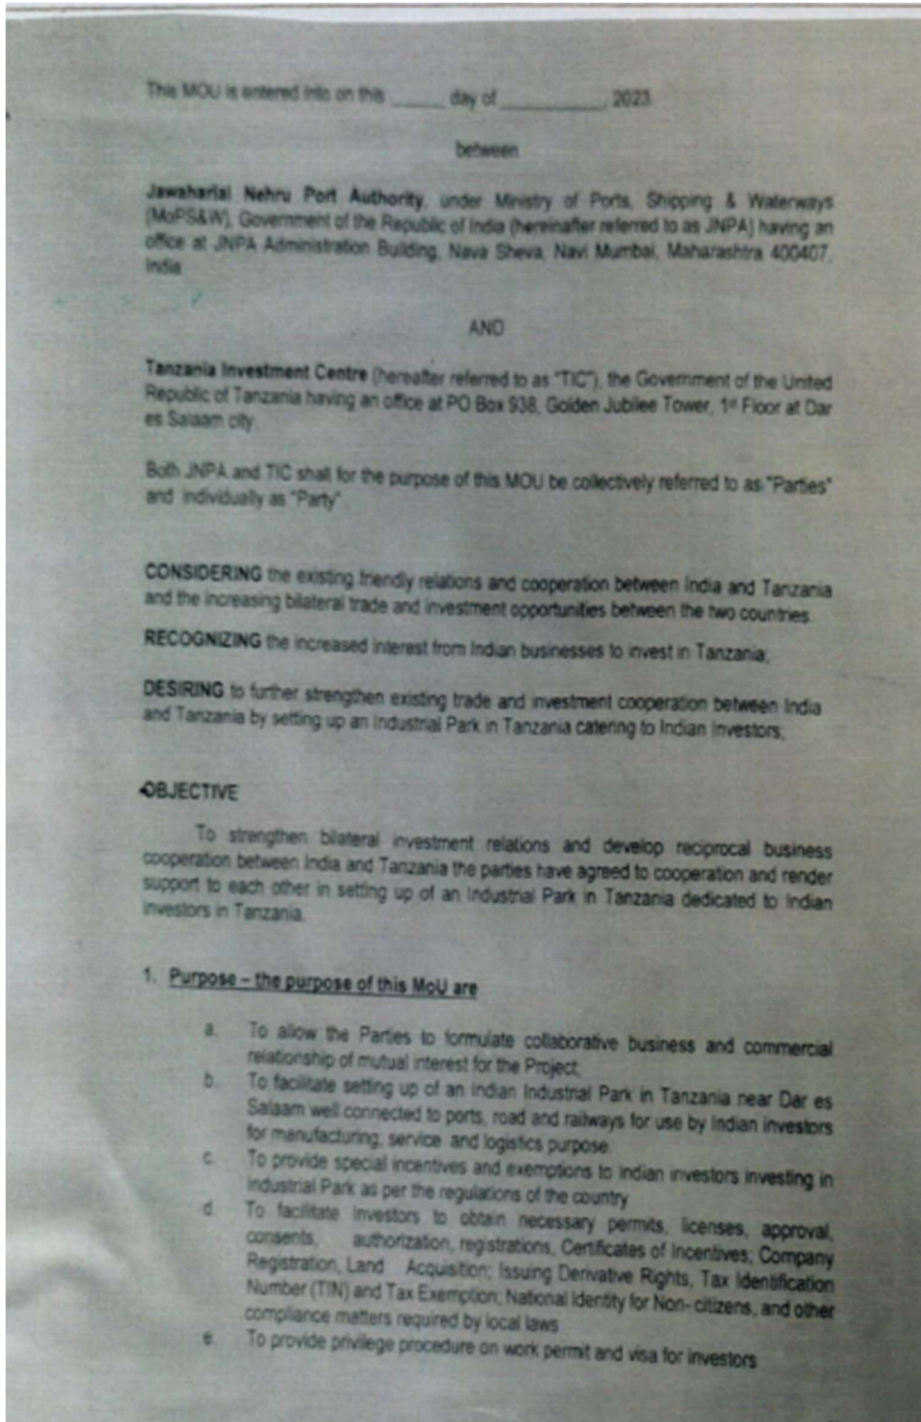 This MOU is entered into on this _____ day of __________, 2023
between
Jawaharlal Nehru Port Authority, under Ministry of Ports, Shipping & Waterways
(MoPS&W), Government of the Republic of India (hereinafter referred to as JNPA) having an
office at JNPA Administration Building, Nava Sheva, Navi Mumbai, Maharashtra 400407,
India
AND
Tanzania Investment Centre (hereafter referred to as "TIC"), the Government of the United
Republic of Tanzania having an office at PO Box 938, Golden Jubilee Tower, 1st Floor at Dar
es Salaam city.
Both JNPA and TIC shall for the purpose of this MOU be collectively referred to as "Parties"
and individually as "Party".
CONSIDERING the existing friendly relations and cooperation between India and Tanzania
and the increasing bilateral trade and investment opportunities between the two countries.
RECOGNIZING the increased interest from Indian businesses to invest in Tanzania;
DESIRING to further strengthen existing trade and investment cooperation between India
and Tanzania by setting up an Industrial Park in Tanzania catering to Indian Investors;
OBJECTIVE
To strengthen bilateral investment relations and develop reciprocal business
cooperation between India and Tanzania the parties have agreed to cooperation and render
support to each other in setting up of an Industrial Park in Tanzania dedicated to Indian
investors in Tanzania.
1. Purpose – the purpose of this MoU are
a. To allow the Parties to formulate collaborative business and commercial
relationship of mutual interest for the Project;
b. To facilitate setting up of an Indian Industrial Park in Tanzania near Dar es
Salaam well connected to ports, road and railways for use by Indian investors
for manufacturing, service and logistics purpose.
c. To provide special incentives and exemptions to Indian investors investing in
Industrial Park as per the regulations of the country
d. To facilitate investors to obtain necessary permits, licenses, approval,
consents, authorization, registrations, Certificates of Incentives; Company
Registration, Land Acquisition; Issuing Derivative Rights, Tax Identification
Number (TIN) and Tax Exemption; National Identity for Non- citizens, and other
compliance matters required by local laws
e. To provide privilege procedure on work permit and visa for investors